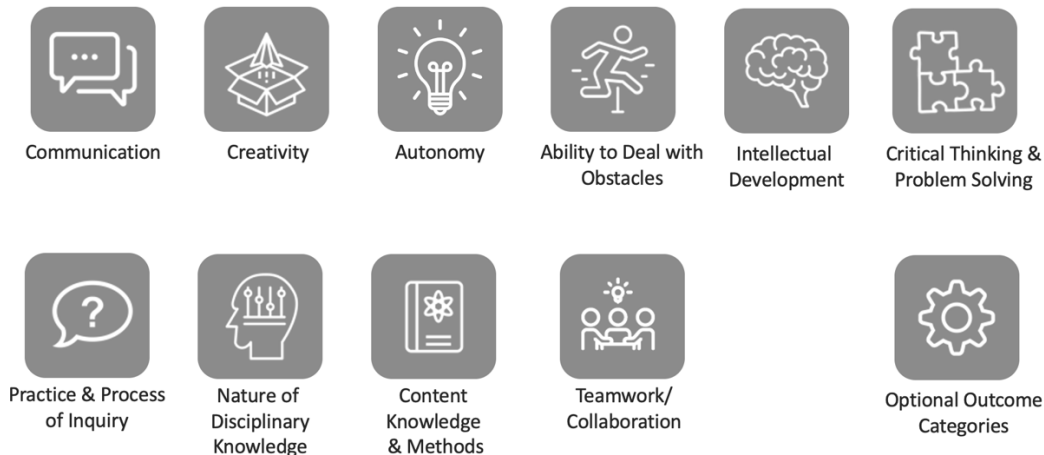 Communication
Creativity
Autonomy
Ability to Deal with
Obstacles
Intellectual
Development
Critical Thinking &
Problem Solving
?
Practice & Process
of Inquiry
Nature of
Disciplinary
Knowledge
Content
Knowledge
& Methods
Teamwork/
Collaboration
Optional Outcome
Categories